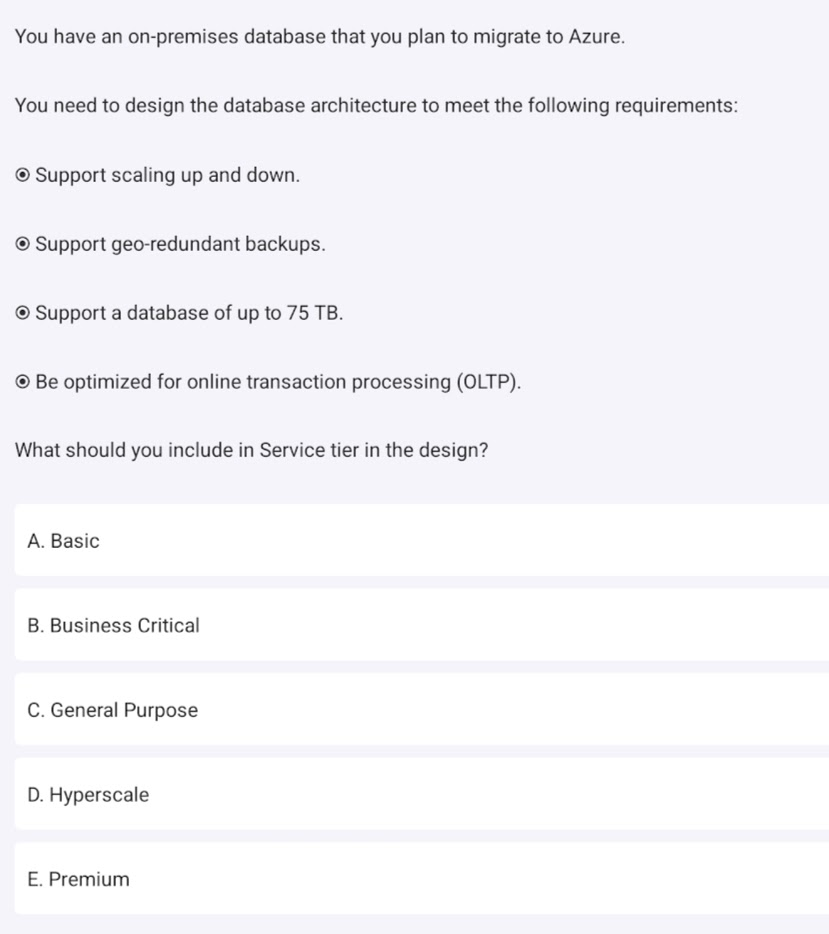 You have an on-premises database that you plan to migrate to Azure.
You need to design the database architecture to meet the following requirements:
Support scaling up and down.
Support geo-redundant backups.
Support a database of up to 75 TB.
Be optimized for online transaction processing (OLTP).
What should you include in Service tier in the design?
A. Basic
B. Business Critical
C. General Purpose
D. Hyperscale
E. Premium